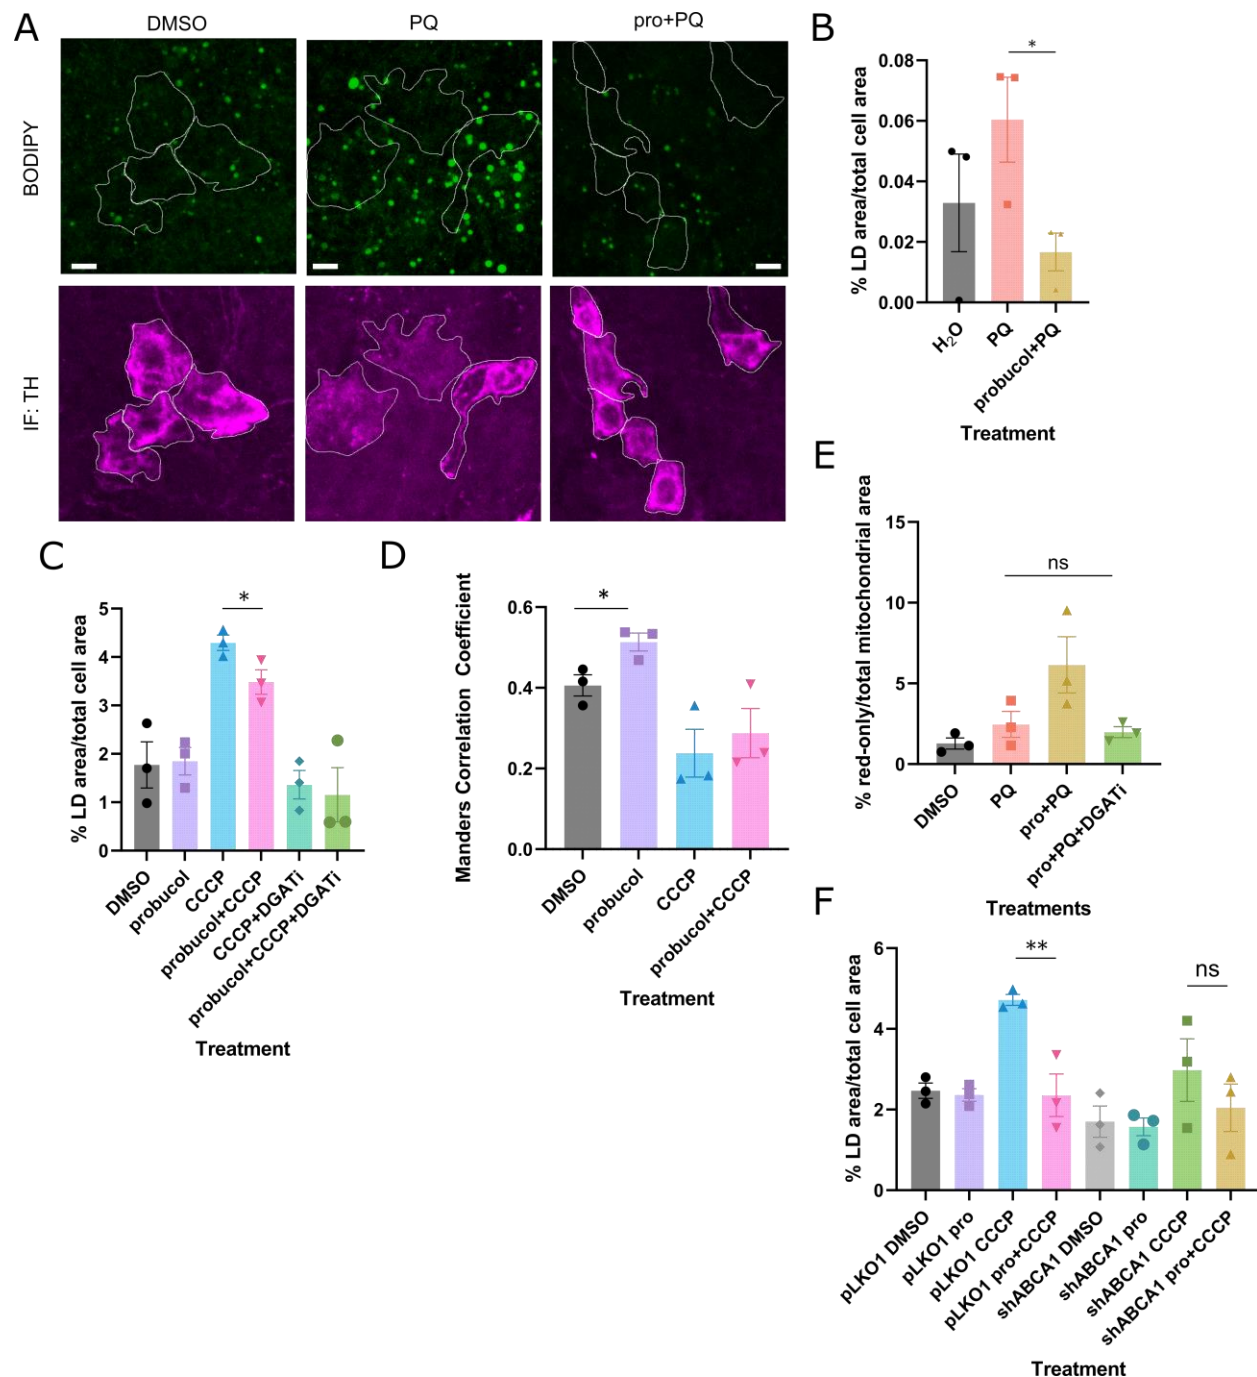 A
DMSO
PQ
pro+PQ
BODIPY
IF: TH
B
*
% LD area/total cell area
0.08
0.06
0.04
0.02
0.00
H₂O
PQ
probucol+PQ
Treatment
C
*
% LD area/total cell area
5
4
3
2
1
0
DMSO
probucol
CCCP
probucol+CCCP
CCCP+DGATi
probucol+CCCP+DGATi
Treatment
D
*
Manders Correlation Coefficient
0.6
0.4
0.2
0.0
DMSO
probucol
CCCP
probucol+CCCP
Treatment
E
ns
% red-only/total mitochondrial area
15
10
5
0
DMSO
PQ
pro+PQ
pro+PQ+DGATi
Treatments
F
**
ns
% LD area/total cell area
6
4
2
0
pLKO1 DMSO
pLKO1 pro
pLKO1 CCCP
pLKO1 pro+CCCP
shABCA1 DMSO
shABCA1 pro
shABCA1 CCCP
shABCA1 pro+CCCP
Treatment